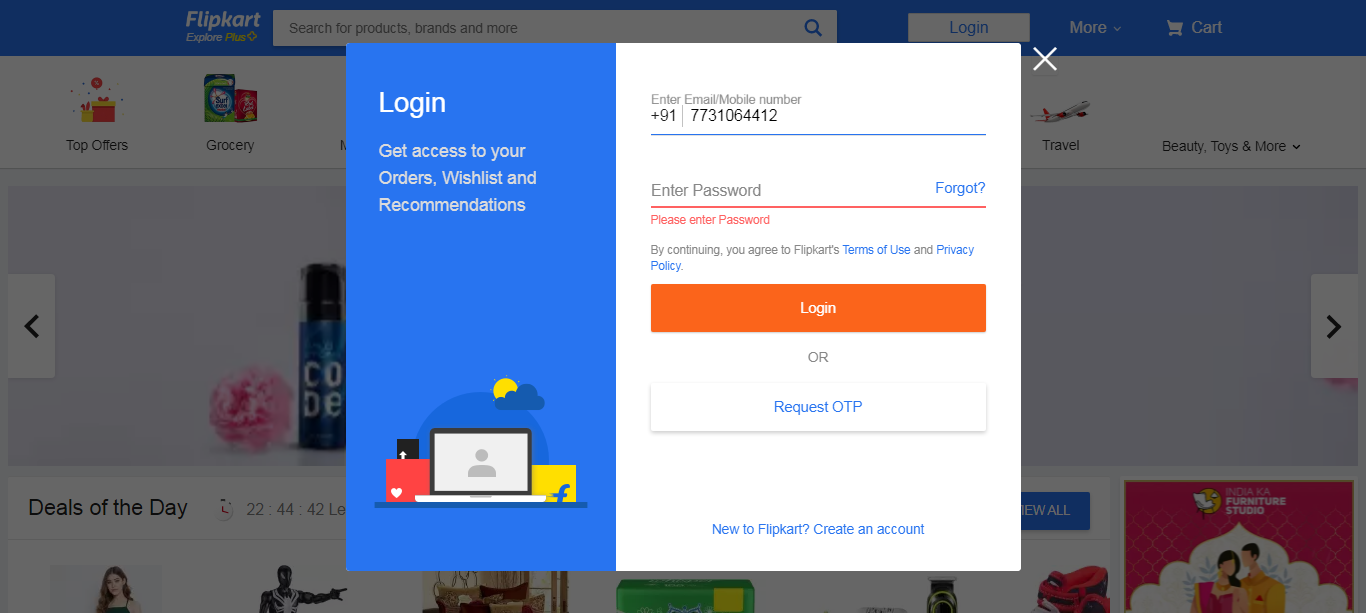 Flipkart
Explore Plus
Search for products, brands and more
Login
More
Cart
Top Offers
Grocery
M
Travel
Beauty, Toys & More
Login
Get access to your
Orders, Wishlist and
Recommendations
Enter Email/Mobile number
+91 7731064412
Enter Password
Forgot?
Please enter Password
By continuing, you agree to Flipkart's Terms of Use and Privacy
Policy.
Login
OR
Request OTP
New to Flipkart? Create an account
CO
DE
Deals of the Day
22 : 44 : 42 Le
IEW ALL
INDIA KA
FURNITURE
STUDIO